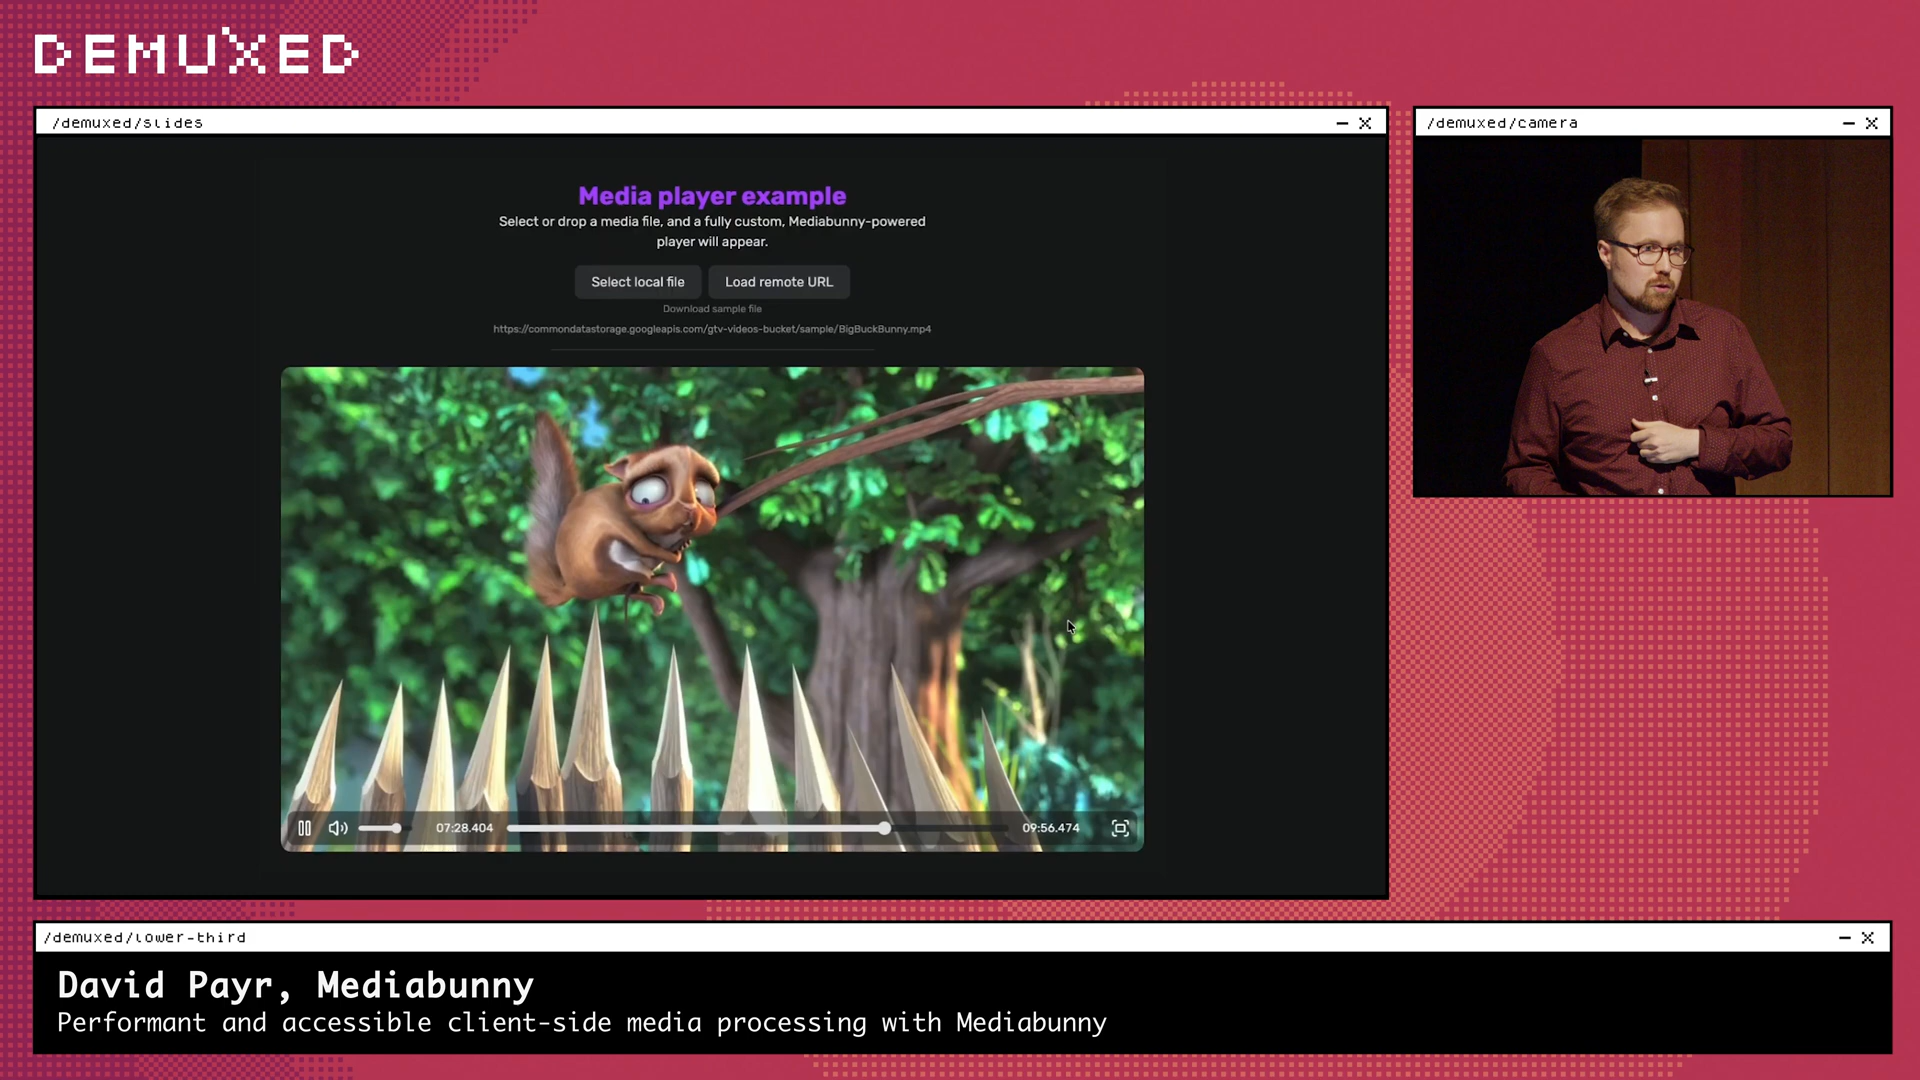 DEMUXED
/demuxed/slides
Media player example
Select or drop a media file, and a fully custom, Mediabunny-powered
player will appear.
Select local file
Load remote URL
Download sample file
https://commondatastorage.googleapis.com/gtv-videos-bucket/sample/BigBuckBunny.mp4
07:28.404
09:56.474
/demuxed/camera
/demuxed/lower-third
David Payr, Mediabunny
Performant and accessible client-side media processing with Mediabunny